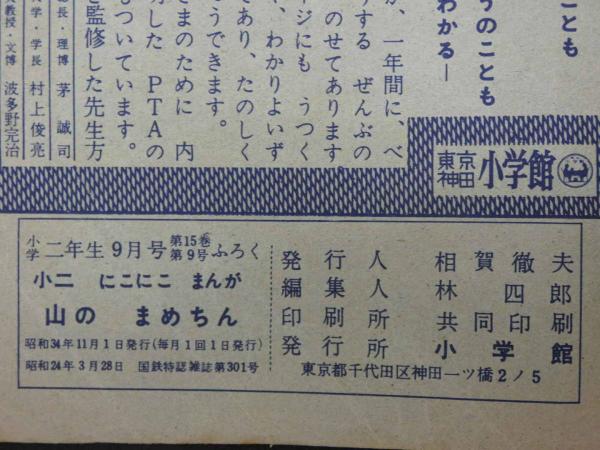 ことも
うのことも
わかる―
が、一年間に、べ
りする ぜんぶの
ージにも うつく
のせてあります。
く、わかりよいず
であり、たのしく
ようできます。
さまのために 内
した PTAの
もついています。
を監修した先生方
総長・理博 茅 誠司
学・学長 村上俊亮
教授・文博 波多野完治
東京神田 小学館
小学二年生9月号 第15巻第9号 ふろく
小二 にこにこ まんが
山の まめちん
昭和34年11月1日発行(毎月1回1日発行)
昭和24年3月28日 国鉄特認雑誌第301号
発行人 相賀徹夫
編集人 林四郎
印刷所 共同印刷
発行所 小学館
東京都千代田区神田一ツ橋2ノ5